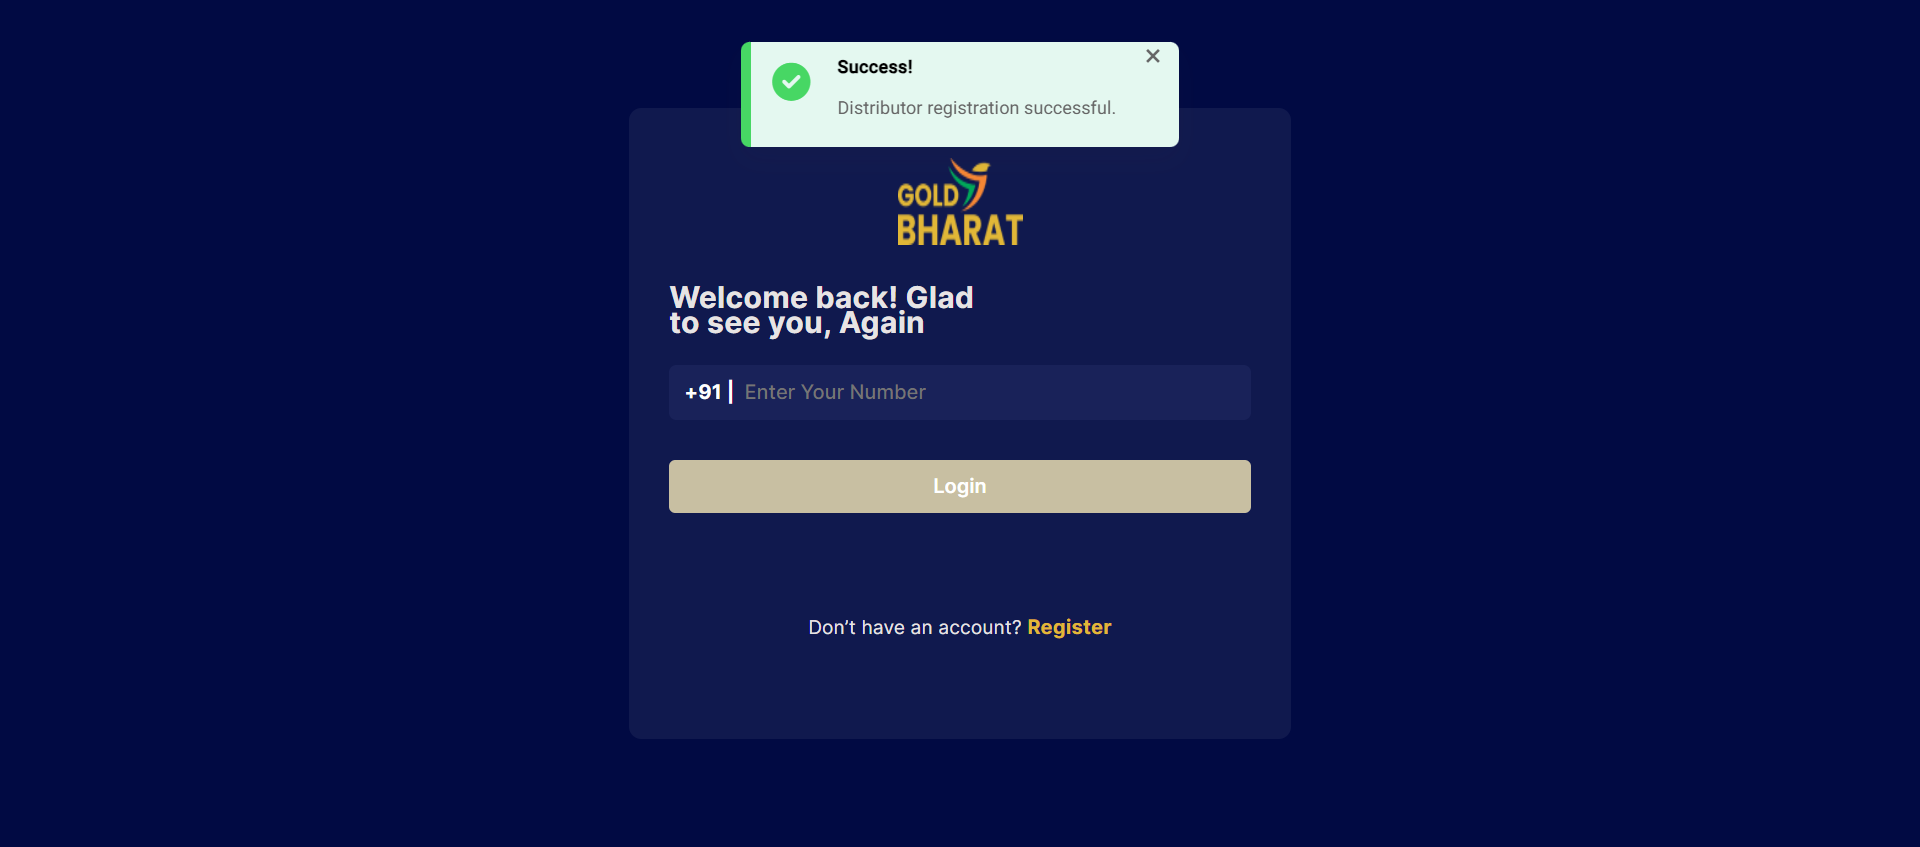 Success!
Distributor registration successful.
GOLD
BHARAT
Welcome back! Glad
to see you, Again
+91 | Enter Your Number
Login
Don’t have an account? Register